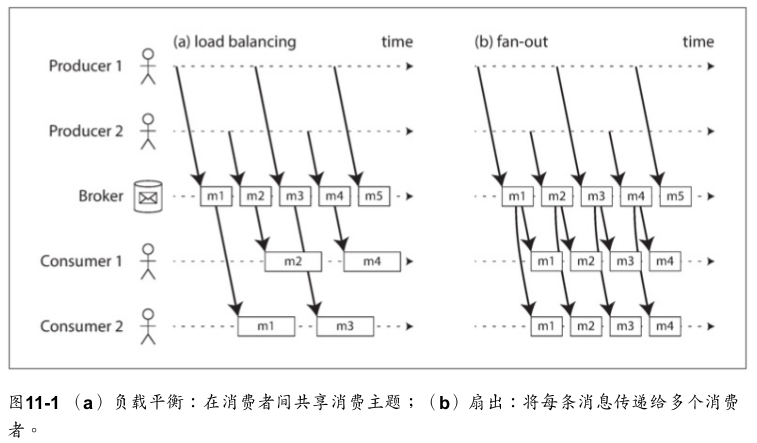 (a) load balancing time (b) fan-out time
Producer 1
Producer 2
Broker m1 m2 m3 m4 m5 m1 m2 m3 m4 m5
Consumer 1 m2 m4 m1 m2 m3 m4
Consumer 2 m1 m3 m1 m2 m3 m4
图11-1 （a）负载平衡：在消费者间共享消费主题；（b）扇出：将每条消息传递给多个消费
者。